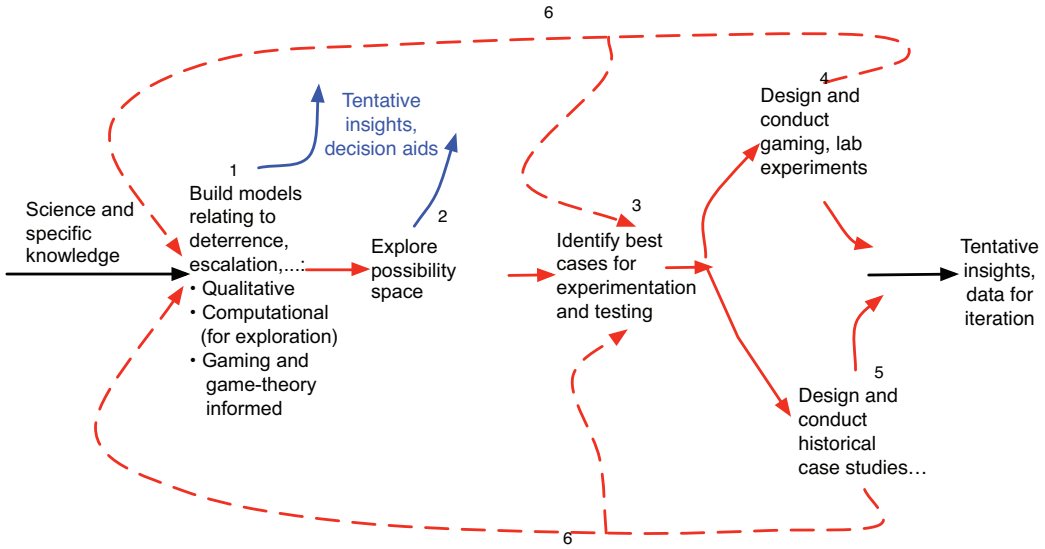 6
4
Design and
conduct
gaming, lab
experiments
Tentative
insights,
decision aids
1
Build models
relating to
deterrence,
escalation,...:
• Qualitative
• Computational
(for exploration)
• Gaming and
game-theory
informed
Science and
specific
knowledge
2
Explore
possibility
space
3
Identify best
cases for
experimentation
and testing
Tentative
insights,
data for
iteration
5
Design and
conduct
historical
case studies…
6